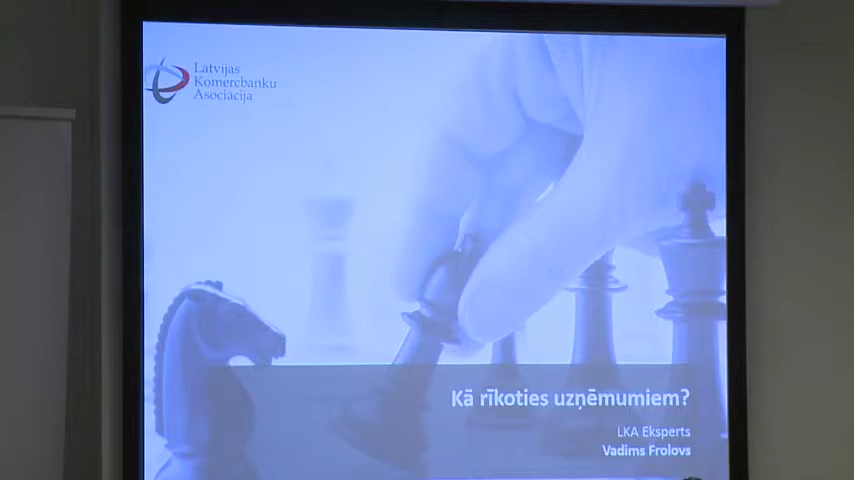 Latvijas
Komercbanku
Asociācija
Kā rīkoties uzņēmumiem?
LKA Eksperts
Vadims Frolovs